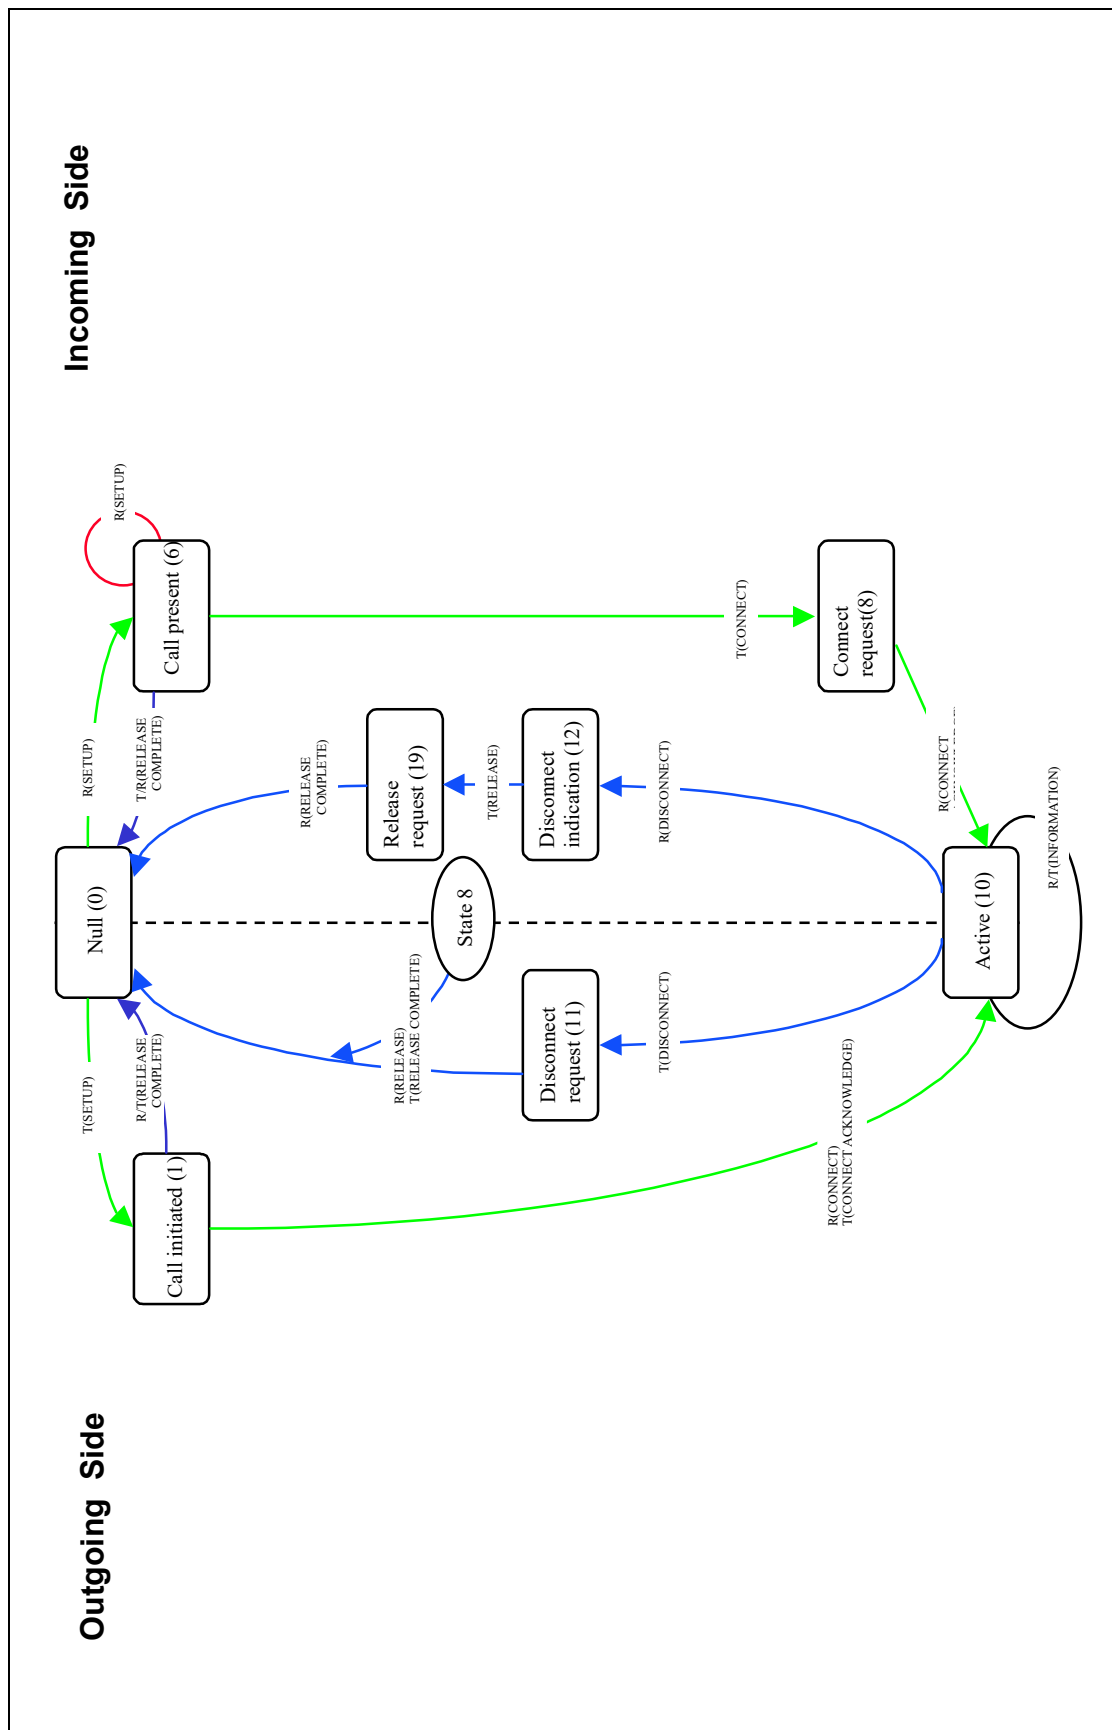 Outgoing Side
Incoming Side
Null (0)
T(SETUP)
R(SETUP)
R/T(RELEASE
COMPLETE)
T/R(RELEASE
COMPLETE)
R(SETUP)
Call initiated (1)
Call present (6)
R(RELEASE
COMPLETE)
Release
request (19)
R(RELEASE)
T(RELEASE COMPLETE)
State 8
T(RELEASE)
Disconnect
request (11)
Disconnect
indication (12)
T(DISCONNECT)
R(DISCONNECT)
T(CONNECT)
Connect
request(8)
R(CONNECT)
T(CONNECT ACKNOWLEDGE)
R(CONNECT
Active (10)
R/T(INFORMATION)